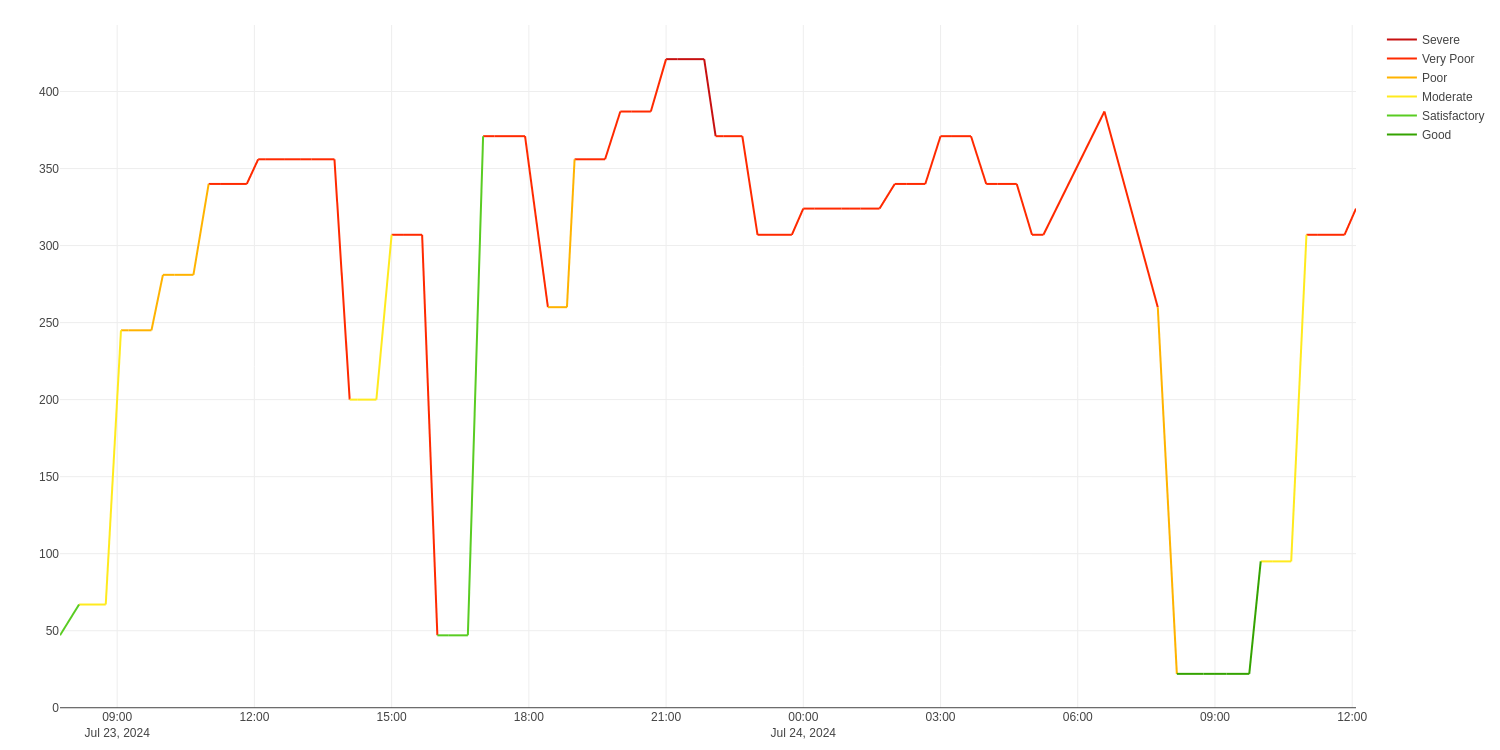 400
350
300
250
200
150
100
50
0
09:00
12:00
15:00
18:00
21:00
00:00
03:00
06:00
09:00
12:00
Jul 23, 2024
Jul 24, 2024
Severe
Very Poor
Poor
Moderate
Satisfactory
Good